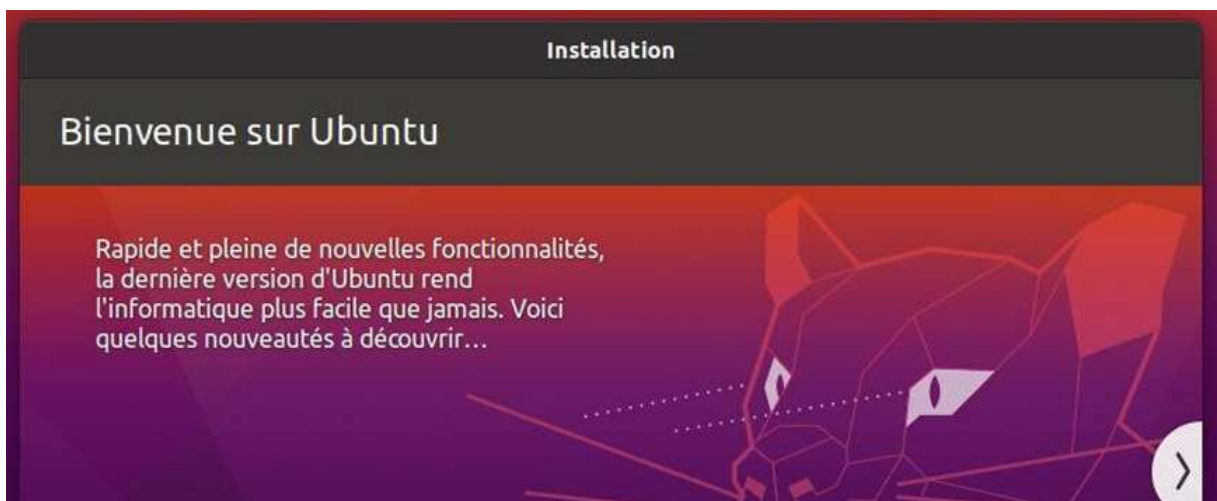 Installation
Bienvenue sur Ubuntu
Rapide et pleine de nouvelles fonctionnalités,
la dernière version d'Ubuntu rend
l'informatique plus facile que jamais. Voici
quelques nouveautés à découvrir…